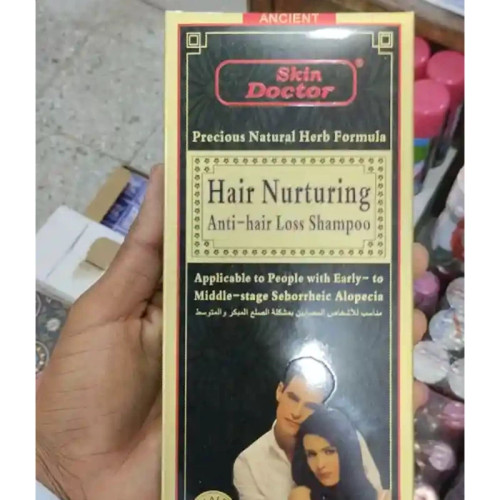 ANCIENT
Skin
Doctor
®
Precious Natural Herb Formula
Hair Nurturing
Anti-hair Loss Shampoo
Applicable to People with Early- to
Middle-stage Seborrheic Alopecia
مناسب للأشخاص المصابين بمشكلة الصلع المبكر والمتوسط